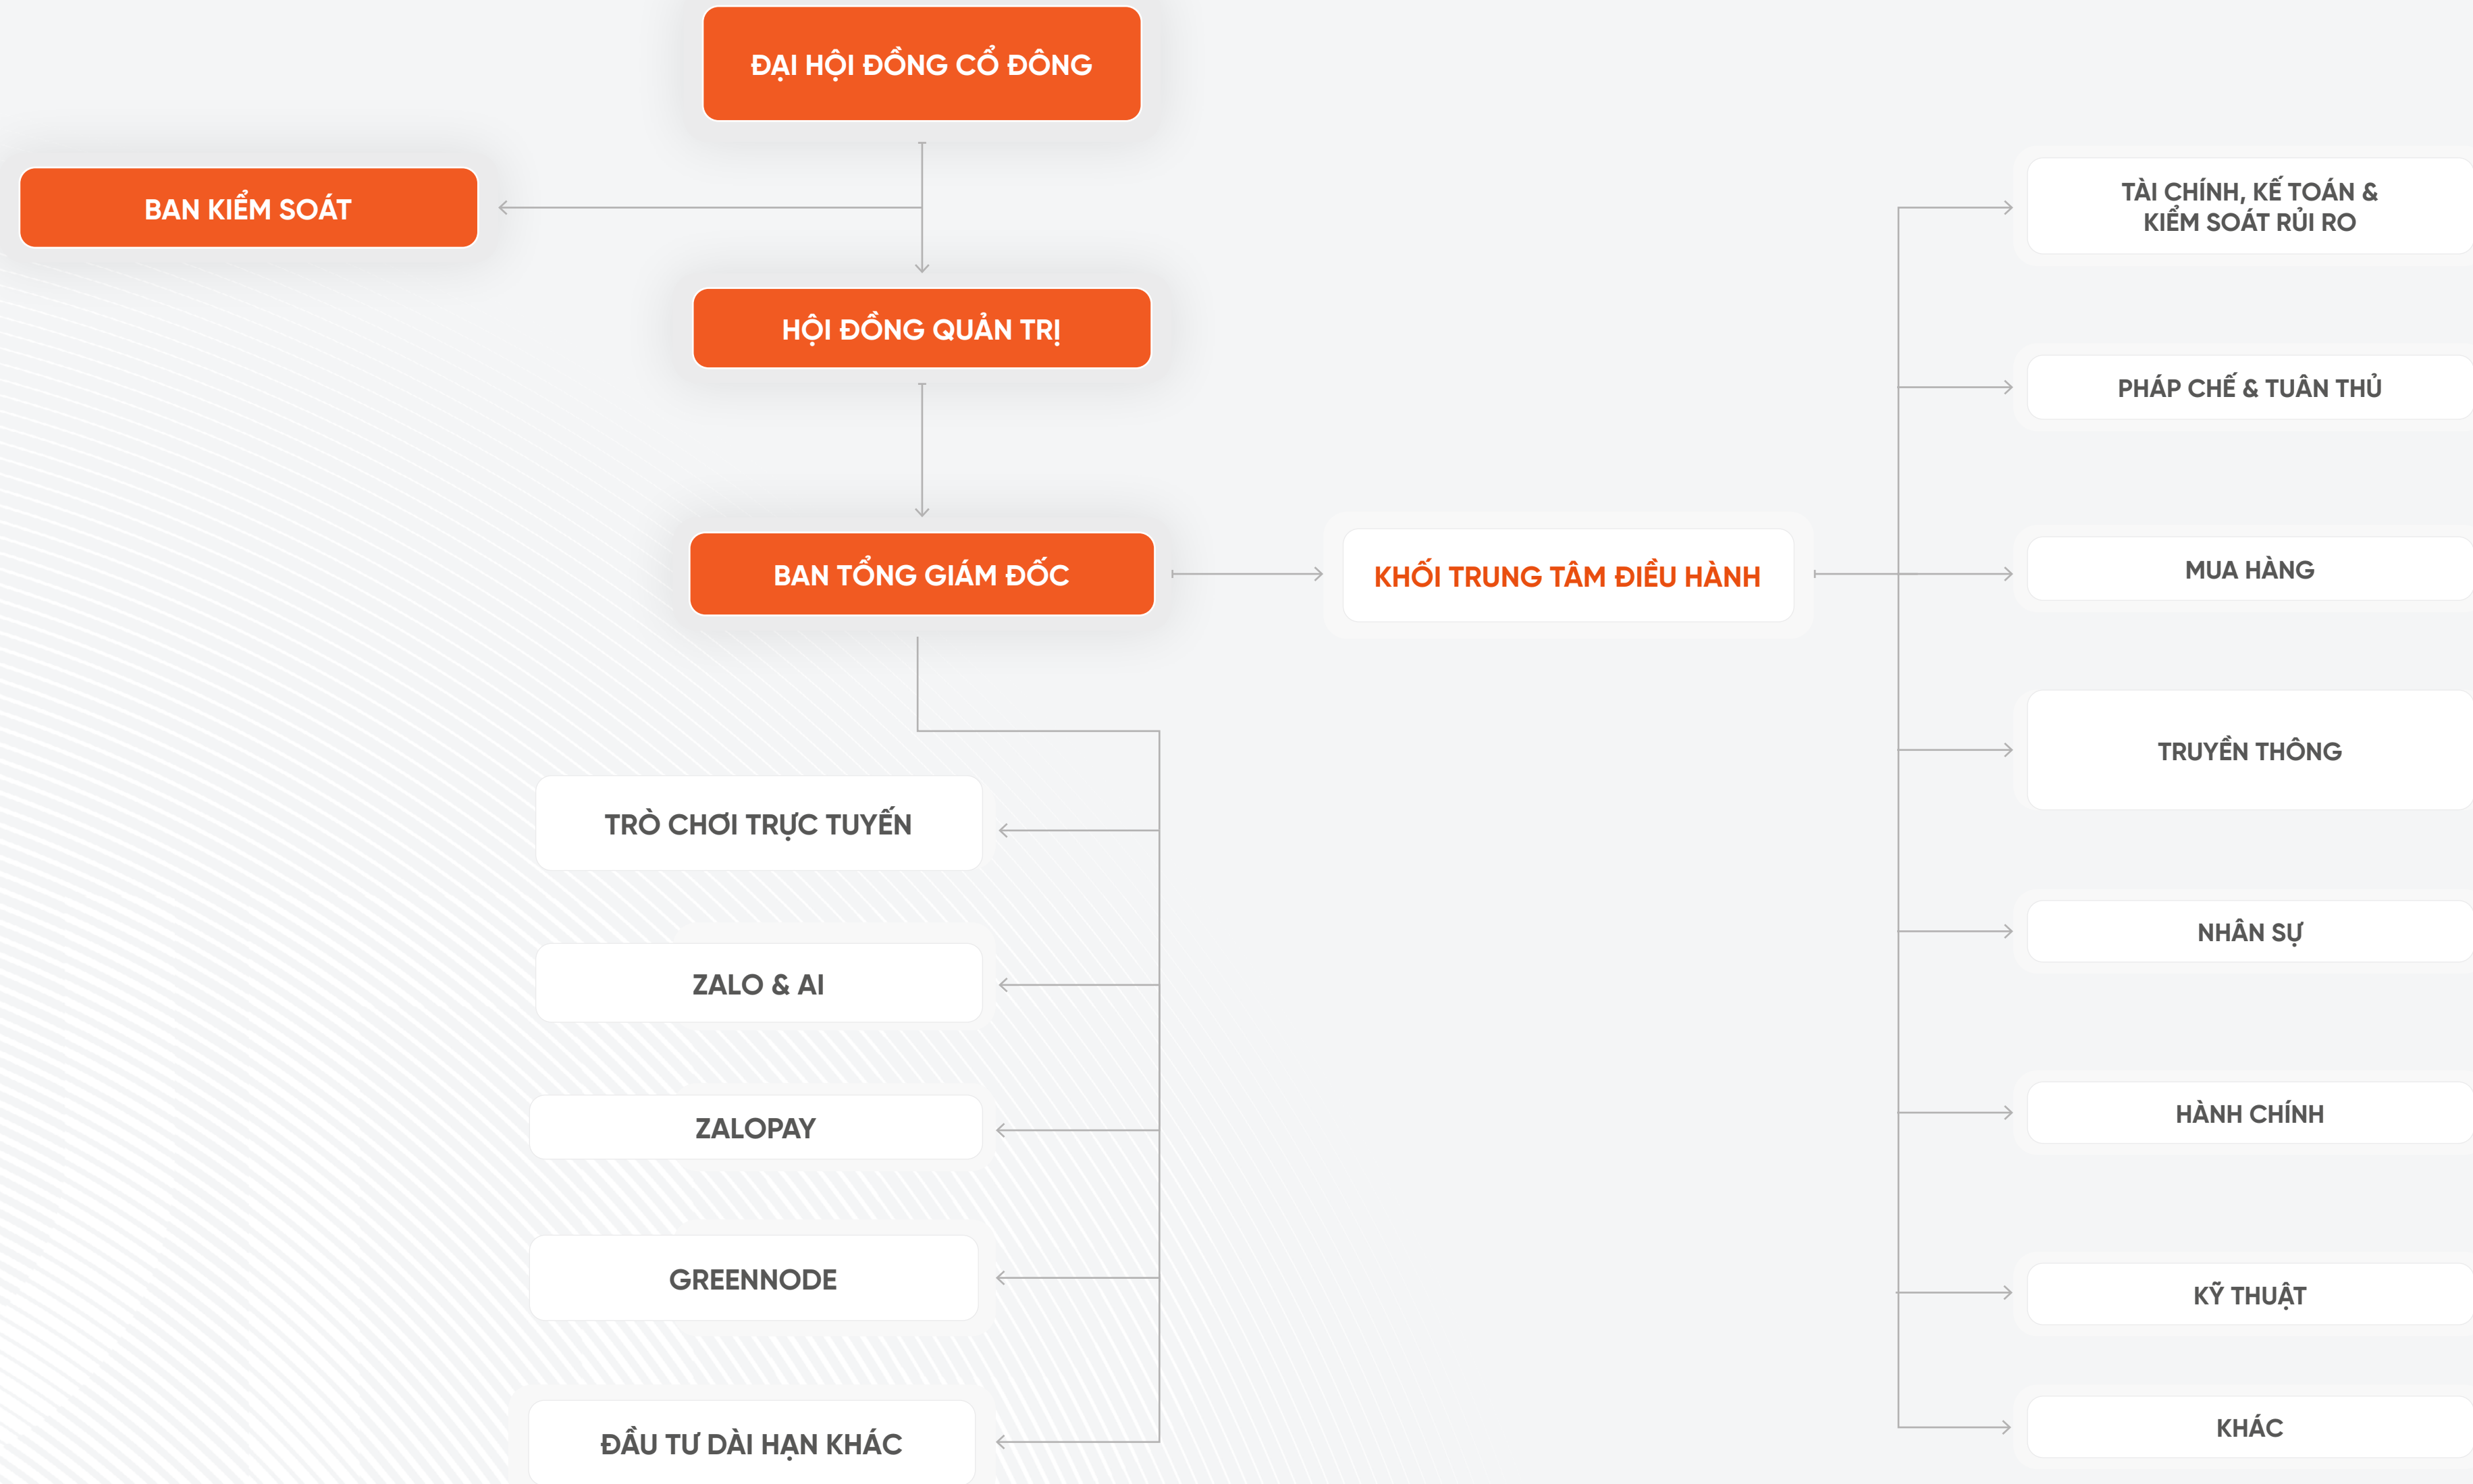 ĐẠI HỘI ĐỒNG CỔ ĐÔNG
BAN KIỂM SOÁT
HỘI ĐỒNG QUẢN TRỊ
BAN TỔNG GIÁM ĐỐC
KHỐI TRUNG TÂM ĐIỀU HÀNH
TRÒ CHƠI TRỰC TUYẾN
ZALO & AI
ZALOPAY
GREENNODE
ĐẦU TƯ DÀI HẠN KHÁC
TÀI CHÍNH, KẾ TOÁN &
KIỂM SOÁT RỦI RO
PHÁP CHẾ & TUÂN THỦ
MUA HÀNG
TRUYỀN THÔNG
NHÂN SỰ
HÀNH CHÍNH
KỸ THUẬT
KHÁC